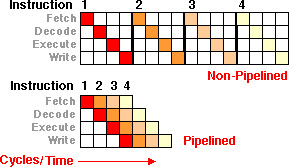 Instruction 1 2 3 4
Fetch
Decode
Execute
Write
Non-Pipelined
Instruction 1 2 3 4
Fetch
Decode
Execute
Write Pipelined
Cycles/Time